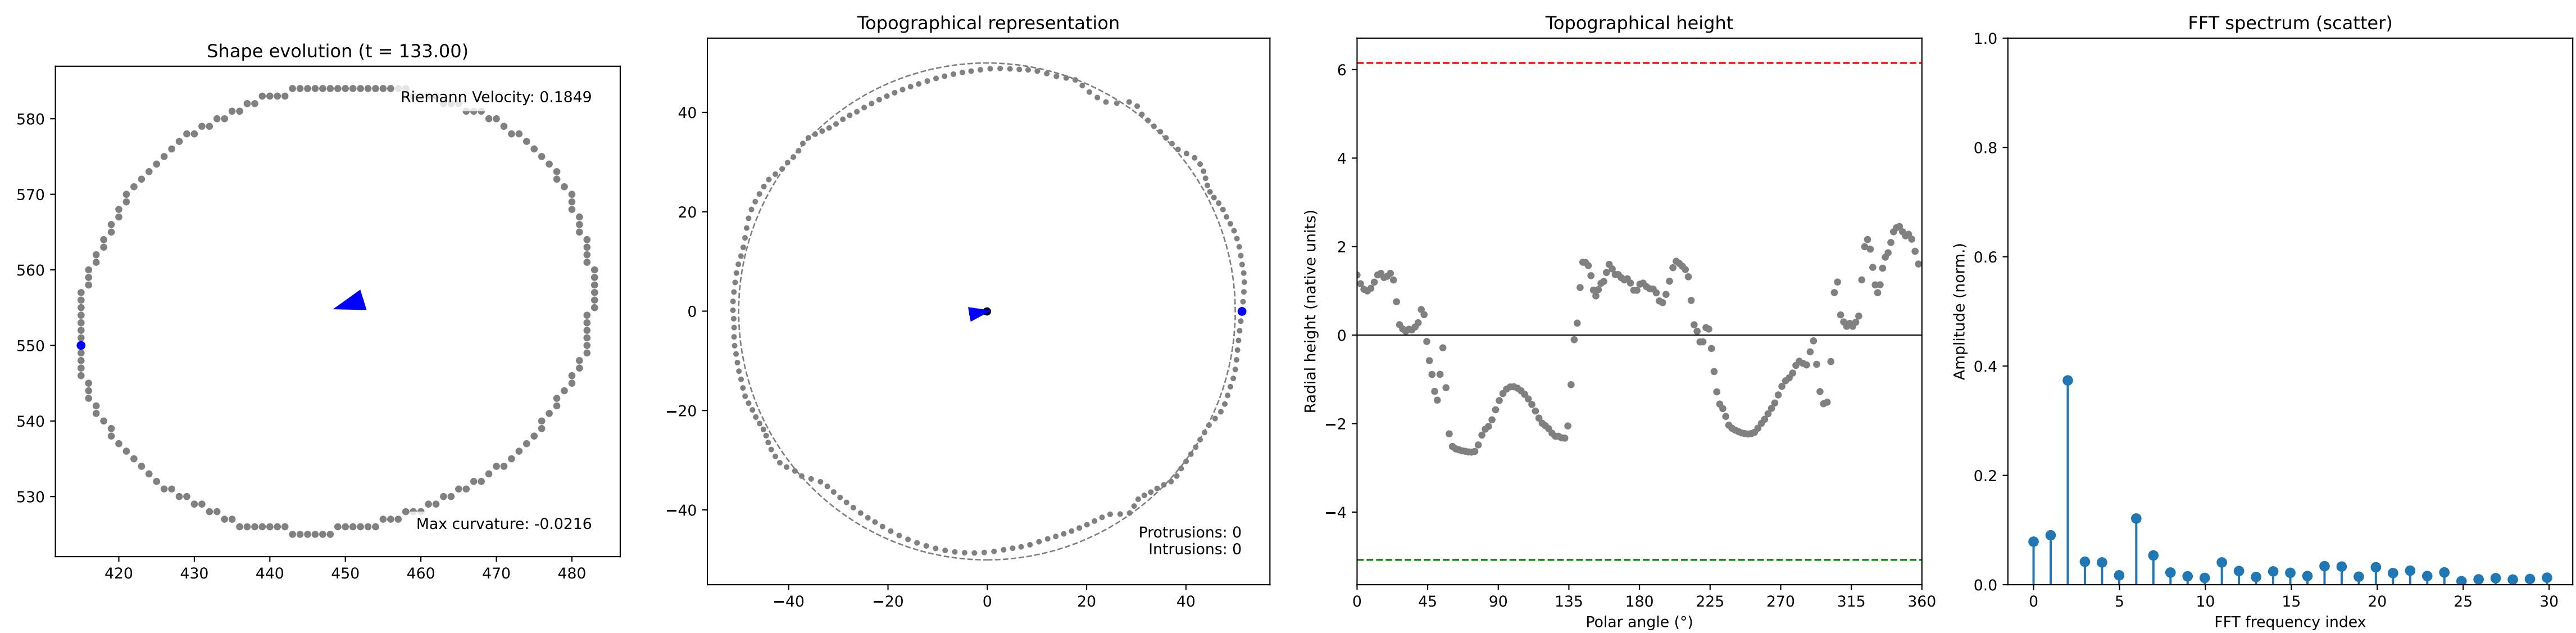 Shape evolution (t = 133.00)
Riemann Velocity: 0.1849
Max curvature: -0.0216
580
570
560
550
540
530
420 430 440 450 460 470 480
Topographical representation
40
20
0
−20
−40
−40 −20 0 20 40
Protrusions: 0
Intrusions: 0
Topographical height
Radial height (native units)
6
4
2
0
−2
−4
0 45 90 135 180 225 270 315 360
Polar angle (°)
FFT spectrum (scatter)
Amplitude (norm.)
1.0
0.8
0.6
0.4
0.2
0.0
0 5 10 15 20 25 30
FFT frequency index